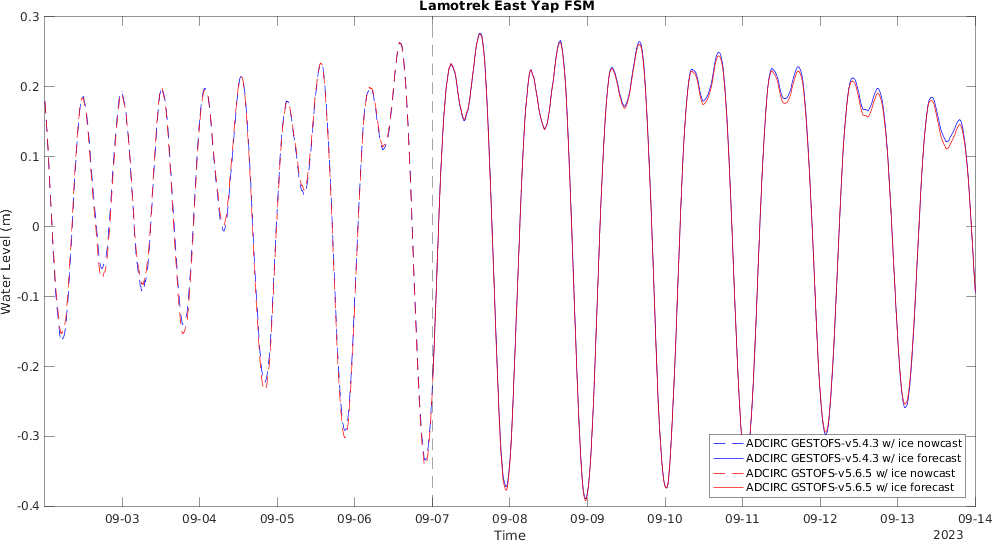 Lamotrek East Yap FSM
0.3
0.2
0.1
0
-0.1
-0.2
-0.3
-0.4
Water Level (m)
ADCIRC GESTOFS-v5.4.3 w/ ice nowcast
ADCIRC GESTOFS-v5.4.3 w/ ice forecast
ADCIRC GSTOFS-v5.6.5 w/ ice nowcast
ADCIRC GSTOFS-v5.6.5 w/ ice forecast
09-03 09-04 09-05 09-06 09-07 09-08 09-09 09-10 09-11 09-12 09-13 09-14
Time
2023